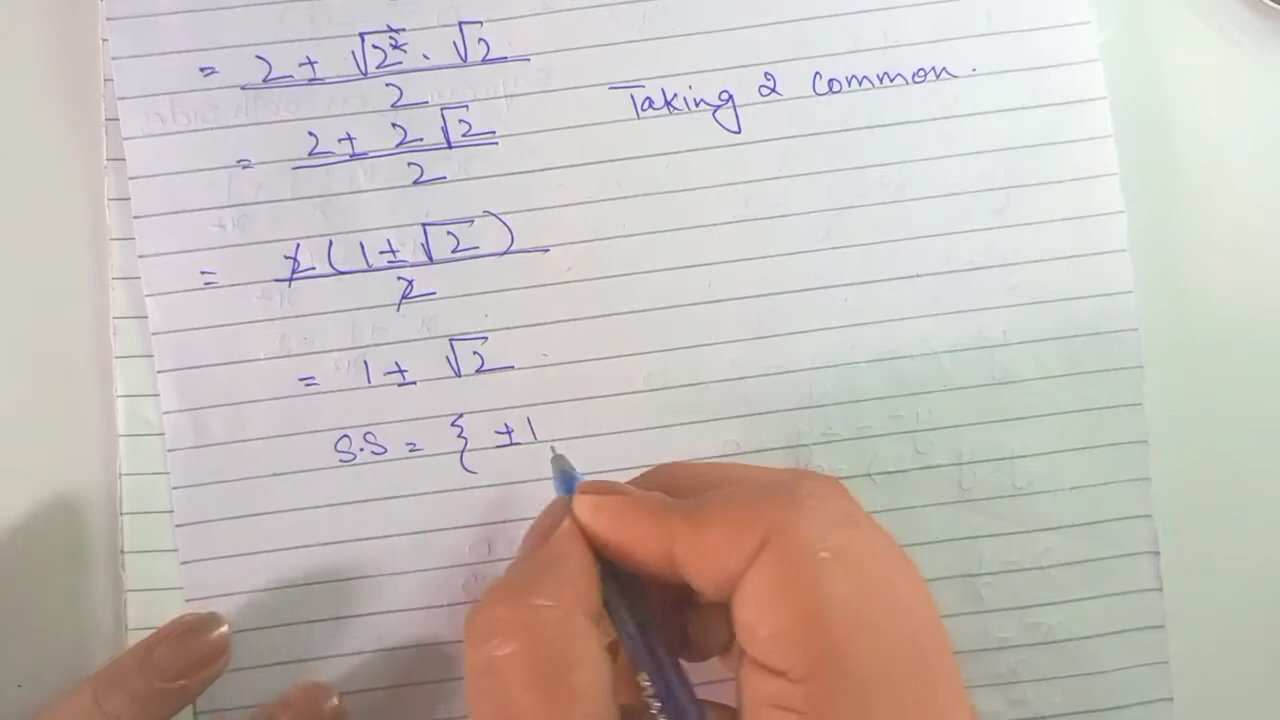 = 2 ± √2² · √2 / 2
Taking 2 common.
= 2 ± 2 √2 / 2
= 2 ( 1 ± √2 ) / 2
= 1 ± √2
S.S = { ±1